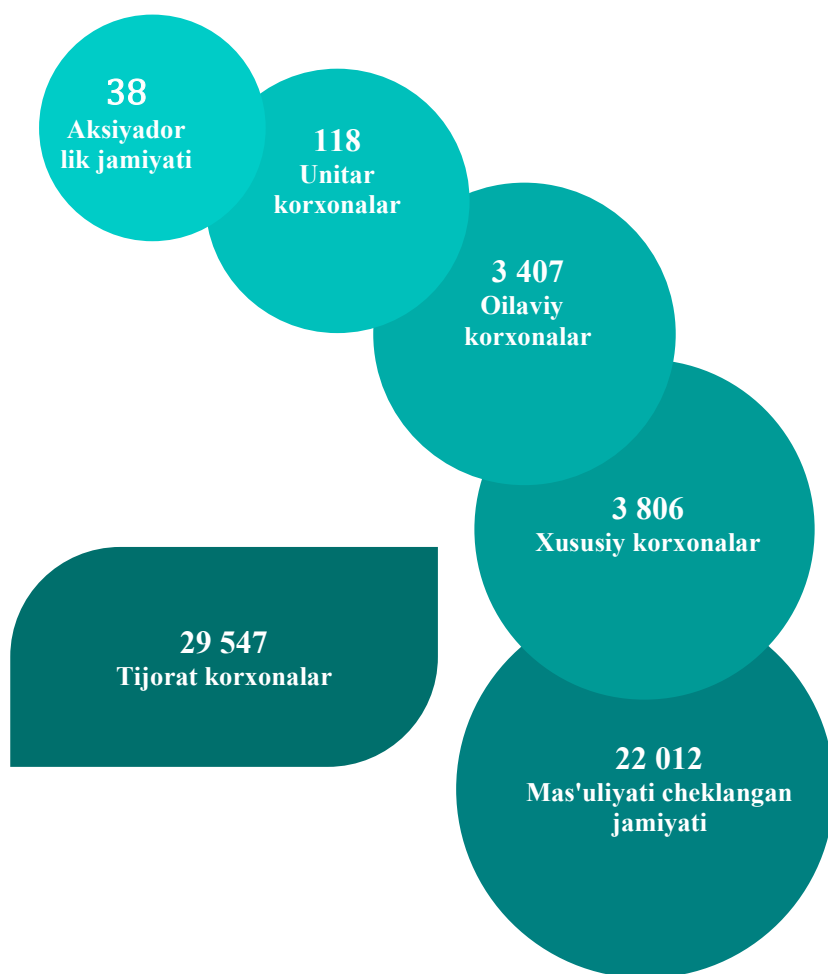 38
Aksiyador
lik jamiyati
118
Unitar
korxonalar
3 407
Oilaviy
korxonalar
3 806
Xususiy korxonalar
29 547
Tijorat korxonalar
22 012
Mas'uliyati cheklangan
jamiyati